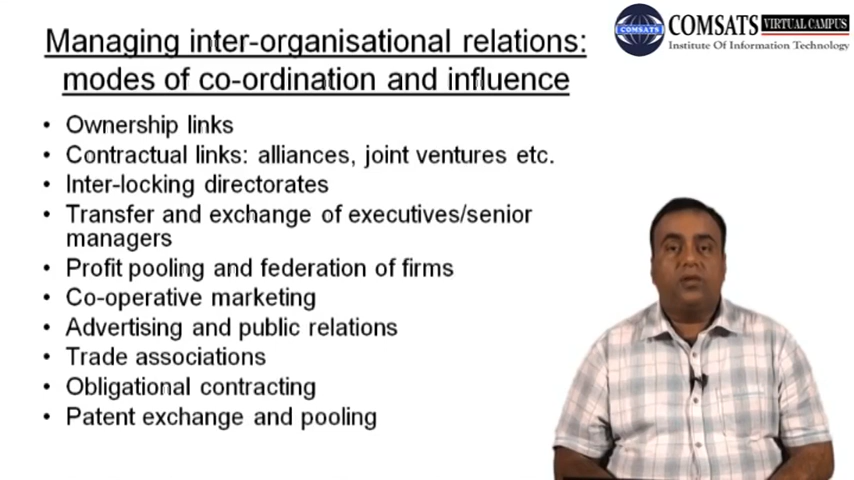 Managing inter-organisational relations:
modes of co-ordination and influence
COMSATS
COMSATS VIRTUAL CAMPUS
Institute Of Information Technology
• Ownership links
• Contractual links: alliances, joint ventures etc.
• Inter-locking directorates
• Transfer and exchange of executives/senior
managers
• Profit pooling and federation of firms
• Co-operative marketing
• Advertising and public relations
• Trade associations
• Obligational contracting
• Patent exchange and pooling